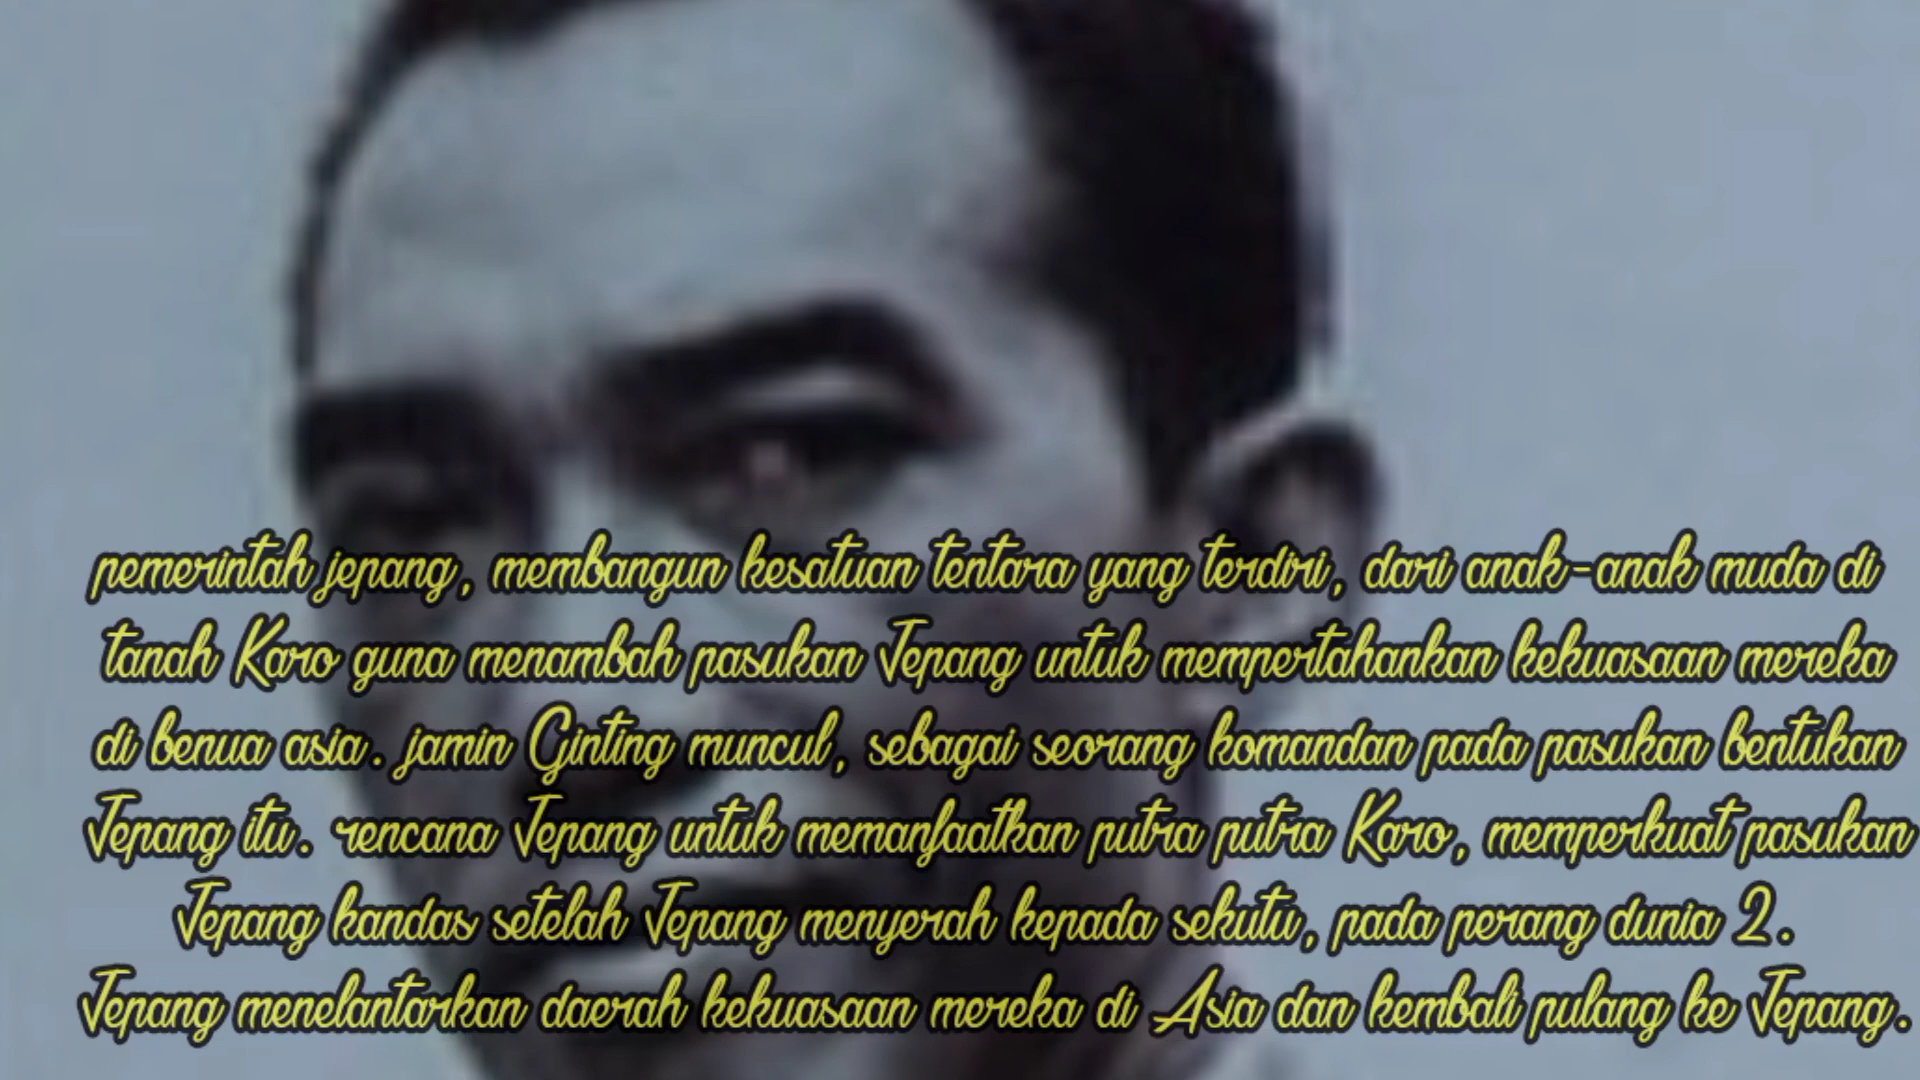 pemerintah jepang, membangun kesatuan tentara yang terdiri, dari anak-anak muda di
tanah Karo guna menambah pasukan Jepang untuk mempertahankan kekuasaan mereka
di benua asia. jamin Ginting muncul, sebagai seorang komandan pada pasukan bentukan
Jepang itu. rencana Jepang untuk memanfaatkan putra putra Karo, memperkuat pasukan
Jepang kandas setelah Jepang menyerah kepada sekutu, pada perang dunia 2.
Jepang menelantarkan daerah kekuasaan mereka di Asia dan kembali pulang ke Jepang.